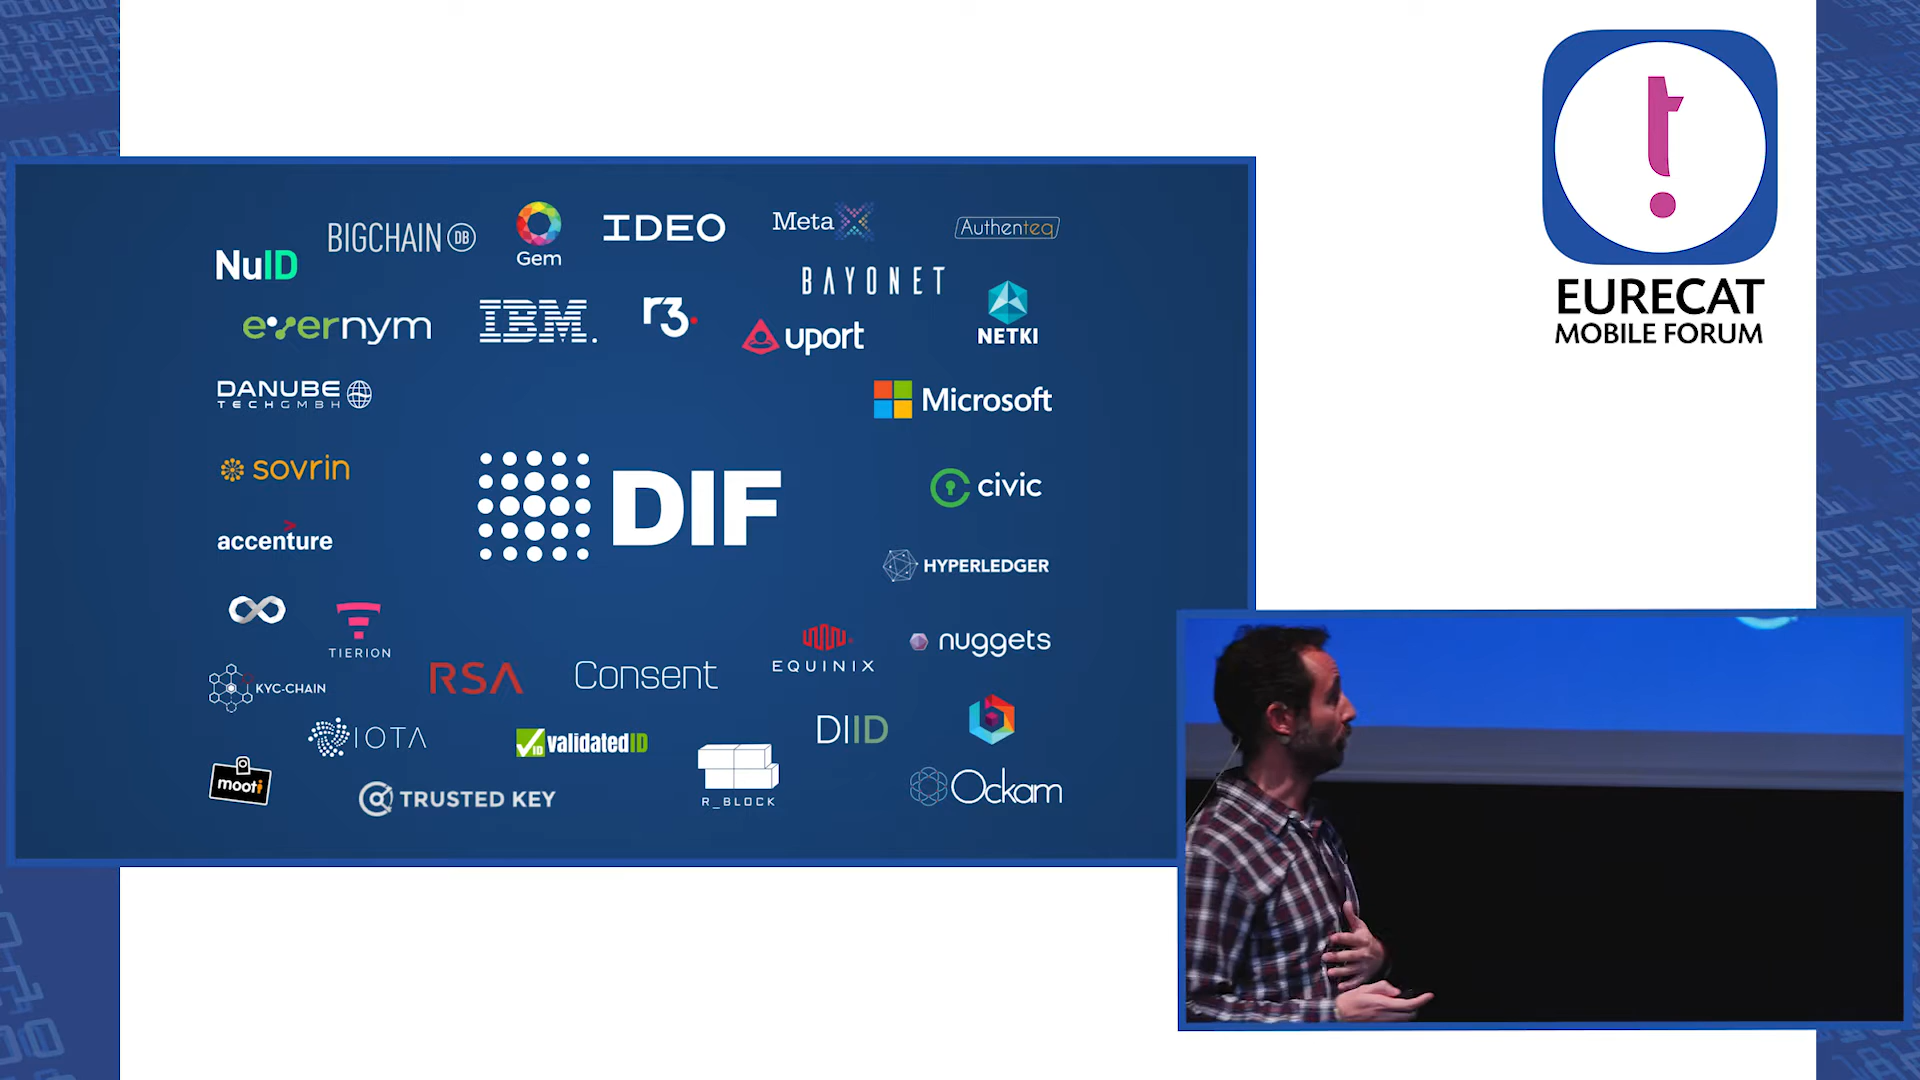 BIGCHAIN DB
Gem
IDEO
MetaX
Authenteq
NuID
BAYONET
evernym
IBM
r3.
uport
NETKI
DANUBE
TECH GMBH
Microsoft
sovrin
DIF
civic
accenture
HYPERLEDGER
TIERION
EQUINIX
nuggets
KYC-CHAIN
RSA
Consent
IOTA
ID validatedID
DIID
mooti
TRUSTED KEY
R_BLOCK
Ockam
t!
EURECAT
MOBILE FORUM